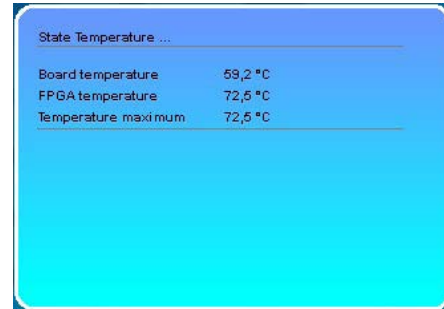 State Temperature ...
Board temperature 59,2 °C
FPGA temperature 72,5 °C
Temperature maximum 72,5 °C